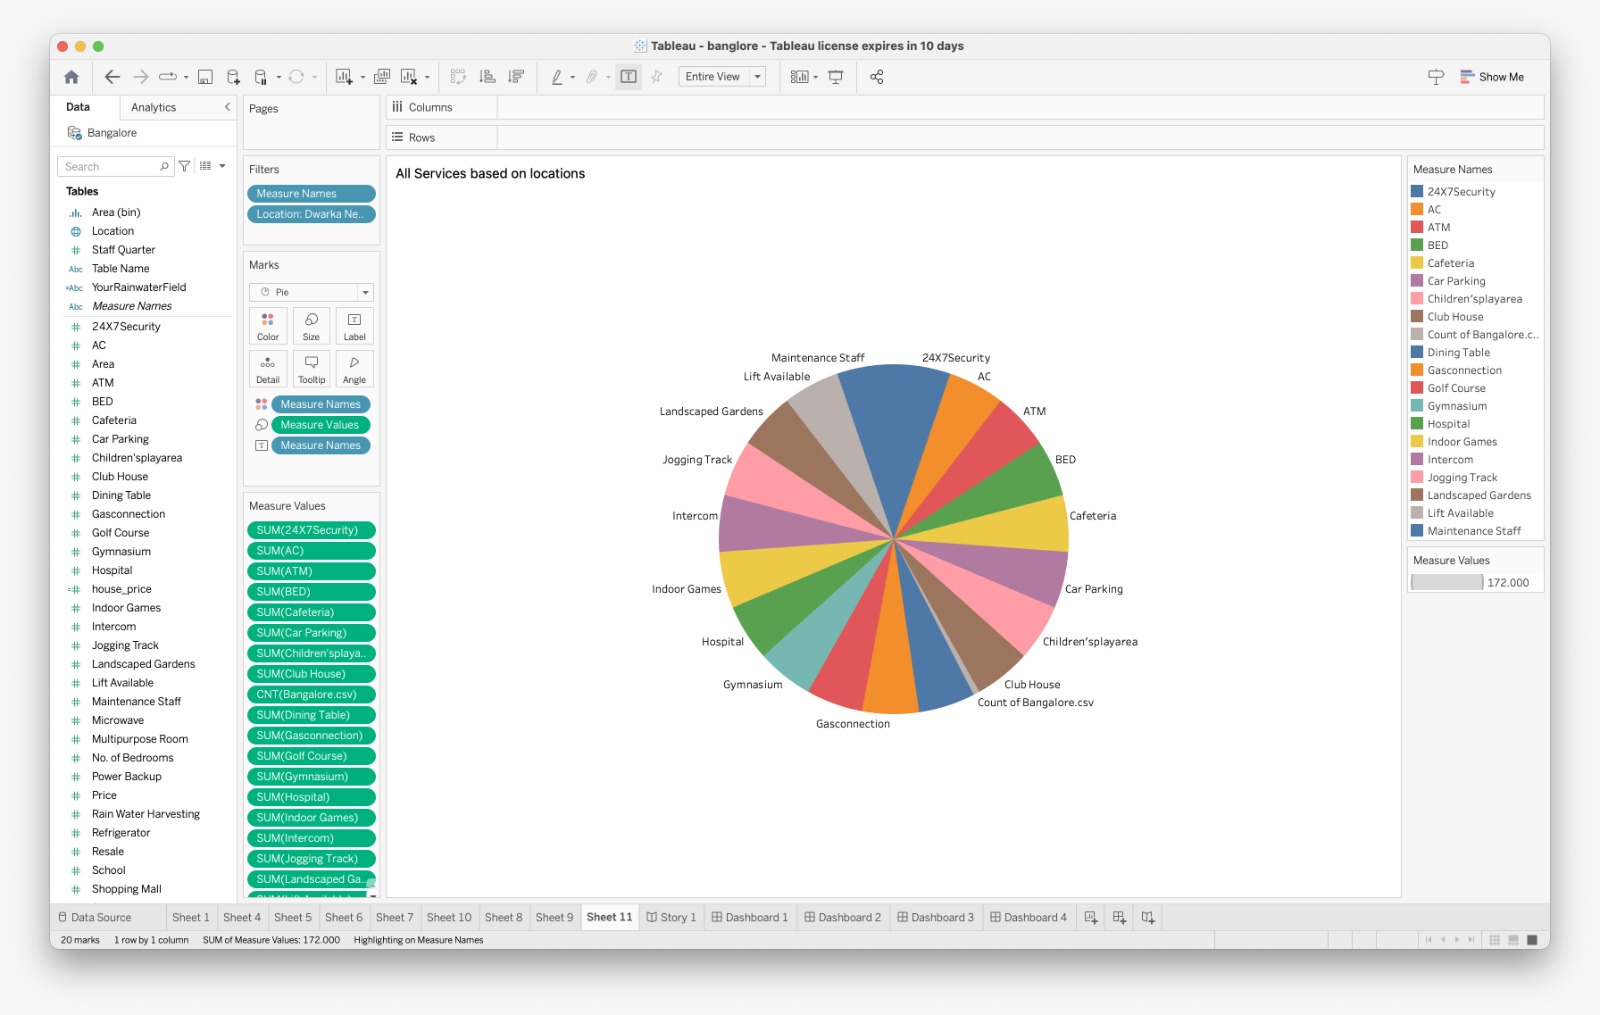 Tableau - banglore - Tableau license expires in 10 days
Entire View
Show Me
Data
Analytics
Bangalore
Search
Tables
Area (bin)
Location
Staff Quarter
Abc Table Name
=Abc YourRainwaterField
Abc Measure Names
24X7Security
AC
Area
ATM
BED
Cafeteria
Car Parking
Children'splayarea
Club House
Dining Table
Gasconnection
Golf Course
Gymnasium
Hospital
house_price
Indoor Games
Intercom
Jogging Track
Landscaped Gardens
Lift Available
Maintenance Staff
Microwave
Multipurpose Room
No. of Bedrooms
Power Backup
Price
Rain Water Harvesting
Refrigerator
Resale
School
Shopping Mall
Pages
Filters
Measure Names
Location: Dwarka Ne..
Marks
Pie
Color
Size
Label
Detail
Tooltip
Angle
Measure Names
Measure Values
Measure Names
Measure Values
SUM(24X7Security)
SUM(AC)
SUM(ATM)
SUM(BED)
SUM(Cafeteria)
SUM(Car Parking)
SUM(Children'splaya..
SUM(Club House)
CNT(Bangalore.csv)
SUM(Dining Table)
SUM(Gasconnection)
SUM(Golf Course)
SUM(Gymnasium)
SUM(Hospital)
SUM(Indoor Games)
SUM(Intercom)
SUM(Jogging Track)
SUM(Landscaped Ga..
Columns
Rows
All Services based on locations
Maintenance Staff
24X7Security
Lift Available
AC
Landscaped Gardens
ATM
Jogging Track
BED
Intercom
Cafeteria
Indoor Games
Car Parking
Hospital
Children'splayarea
Gymnasium
Club House
Count of Bangalore.csv
Gasconnection
Measure Names
24X7Security
AC
ATM
BED
Cafeteria
Car Parking
Children'splayarea
Club House
Count of Bangalore.c..
Dining Table
Gasconnection
Golf Course
Gymnasium
Hospital
Indoor Games
Intercom
Jogging Track
Landscaped Gardens
Lift Available
Maintenance Staff
Measure Values
172.000
Data Source
Sheet 1
Sheet 4
Sheet 5
Sheet 6
Sheet 7
Sheet 10
Sheet 8
Sheet 9
Sheet 11
Story 1
Dashboard 1
Dashboard 2
Dashboard 3
Dashboard 4
20 marks
1 row by 1 column
SUM of Measure Values: 172.000
Highlighting on Measure Names